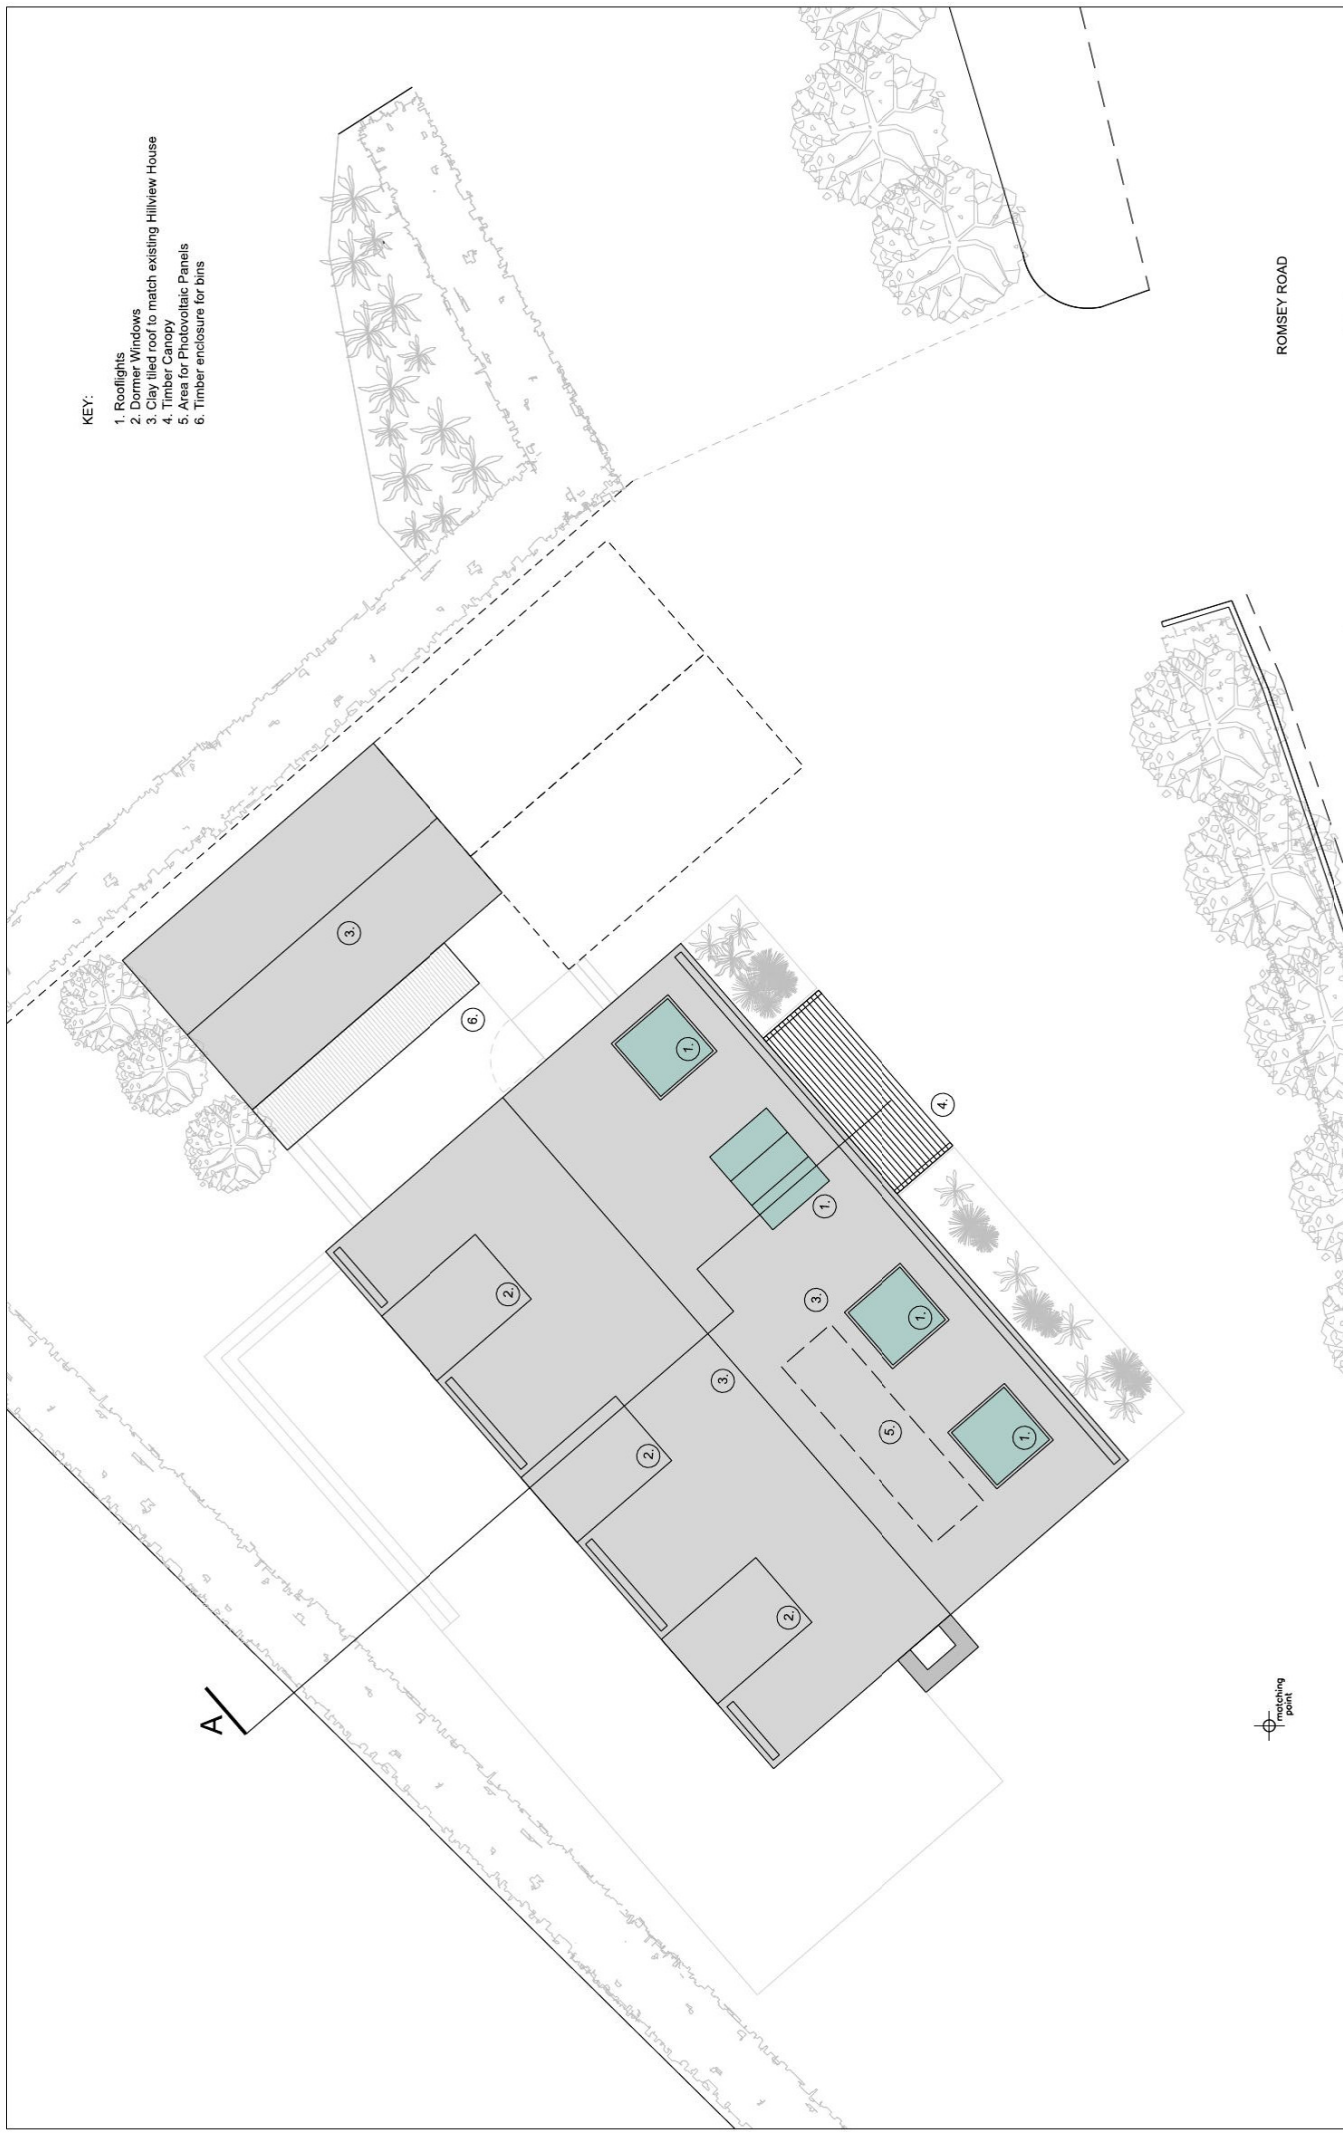 KEY:
1. Rooflights
2. Dormer Windows
3. Clay tiled roof to match existing Hillview House
4. Timber Canopy
5. Area for Photovoltaic Panels
6. Timber enclosure for bins
A
2.
2.
2.
3.
6.
3.
1.
1.
3.
5.
1.
1.
4.
matching
point
ROMSEY ROAD